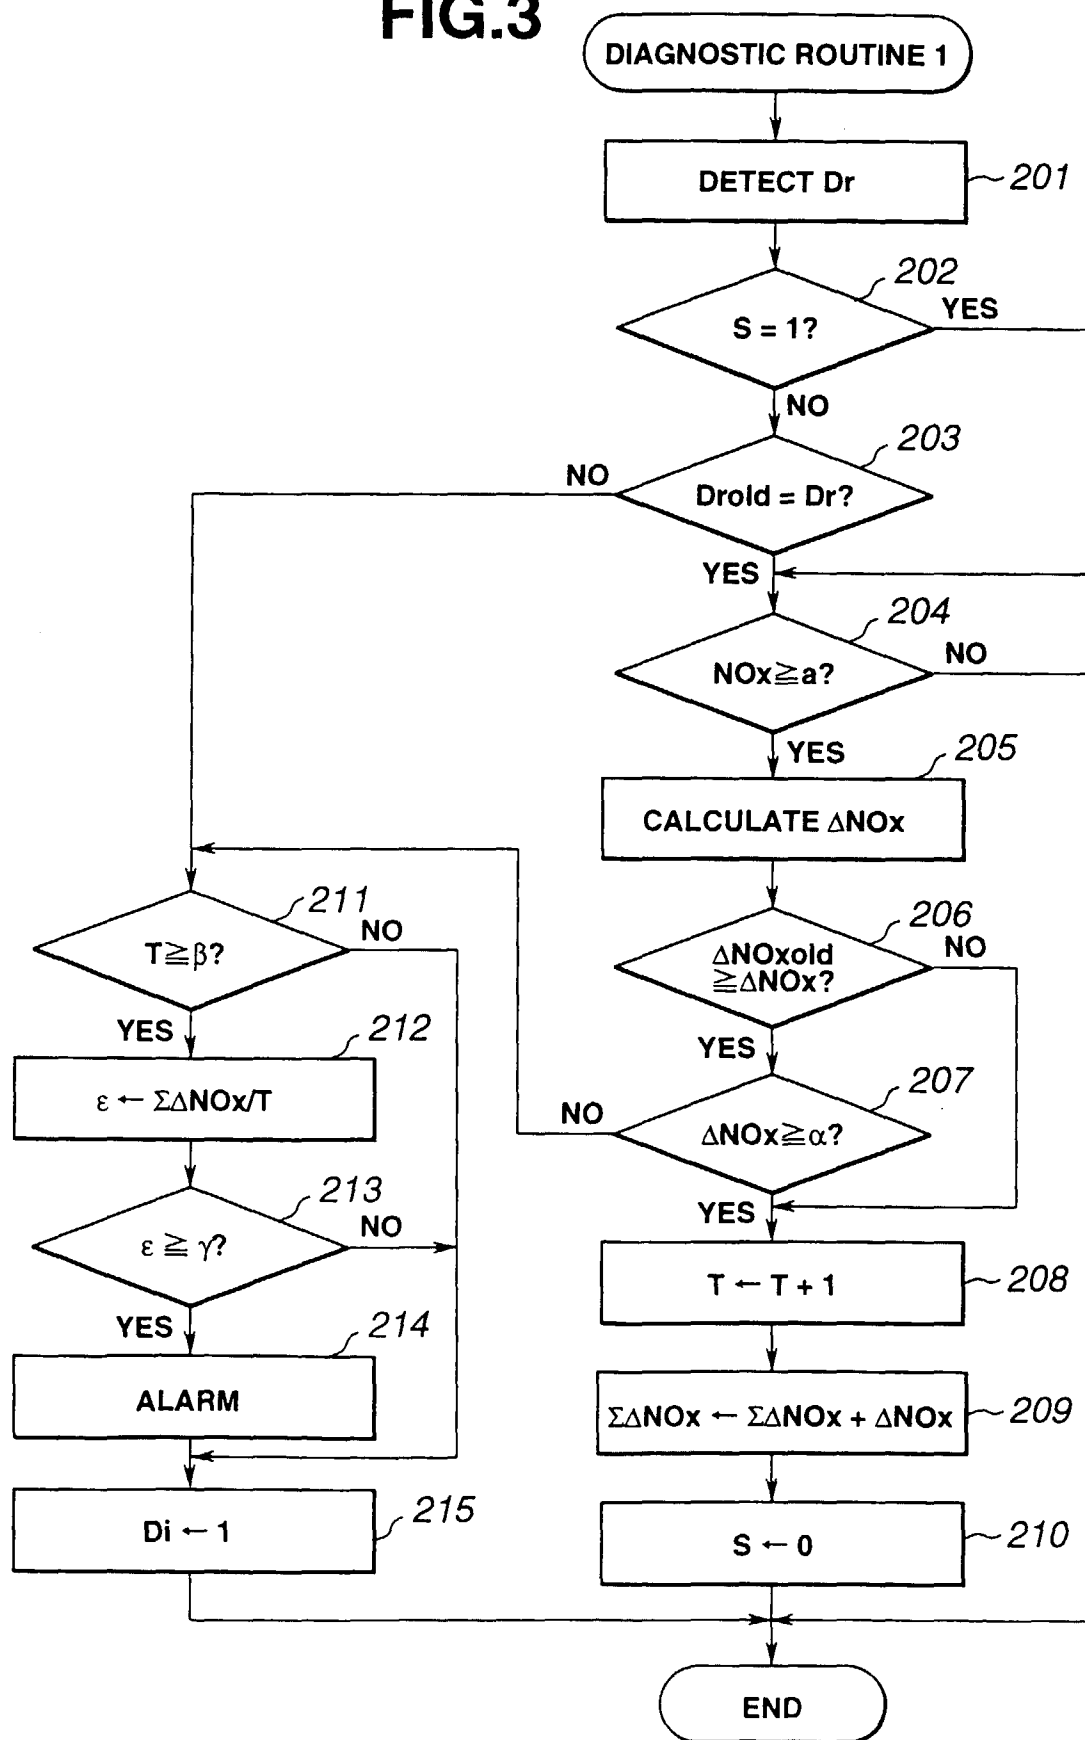 FIG.3
DIAGNOSTIC ROUTINE 1
DETECT Dr
201
202
S = 1?
YES
NO
203
NO
Drold = Dr?
YES
204
NOx≧a?
NO
YES
205
CALCULATE ΔNOx
206
ΔNOxold
≧ΔNOx?
NO
YES
207
ΔNOx≧α?
NO
YES
T ← T + 1
208
ΣΔNOx ← ΣΔNOx + ΔNOx
209
S ← 0
210
211
T≧β?
NO
YES
212
ε ← ΣΔNOx/T
213
ε ≧ γ?
NO
YES
214
ALARM
Di ← 1
215
END